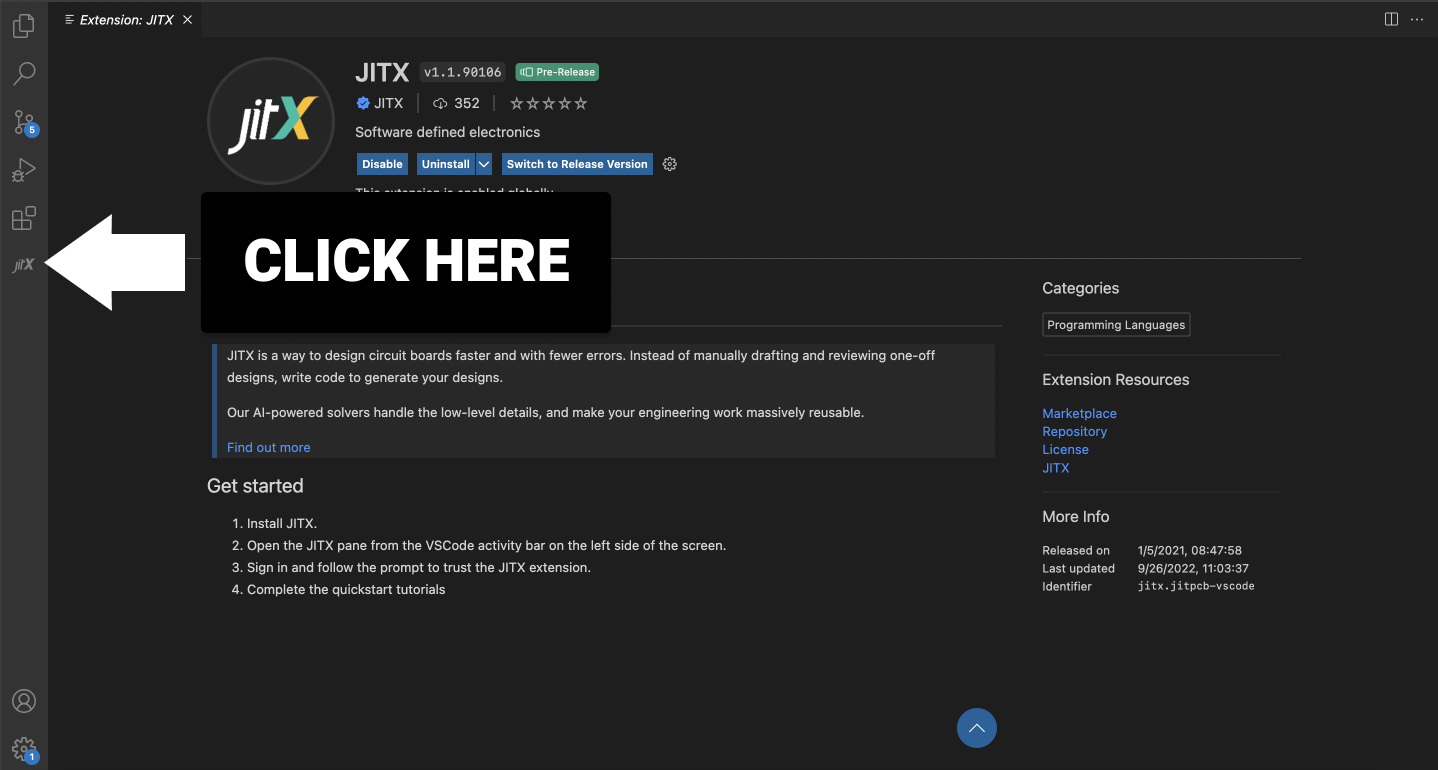 Extension: JITX
JITX v1.1.90106 Pre-Release
jitX
JITX 352
Software defined electronics
Disable Uninstall Switch to Release Version
This extension is enabled globally
5
jitX
CLICK HERE
JITX is a way to design circuit boards faster and with fewer errors. Instead of manually drafting and reviewing one-off
designs, write code to generate your designs.
Our AI-powered solvers handle the low-level details, and make your engineering work massively reusable.
Find out more
Get started
1. Install JITX.
2. Open the JITX pane from the VSCode activity bar on the left side of the screen.
3. Sign in and follow the prompt to trust the JITX extension.
4. Complete the quickstart tutorials
Categories
Programming Languages
Extension Resources
Marketplace
Repository
License
JITX
More Info
Released on 1/5/2021, 08:47:58
Last updated 9/26/2022, 11:03:37
Identifier jitx.jitpcb-vscode
1